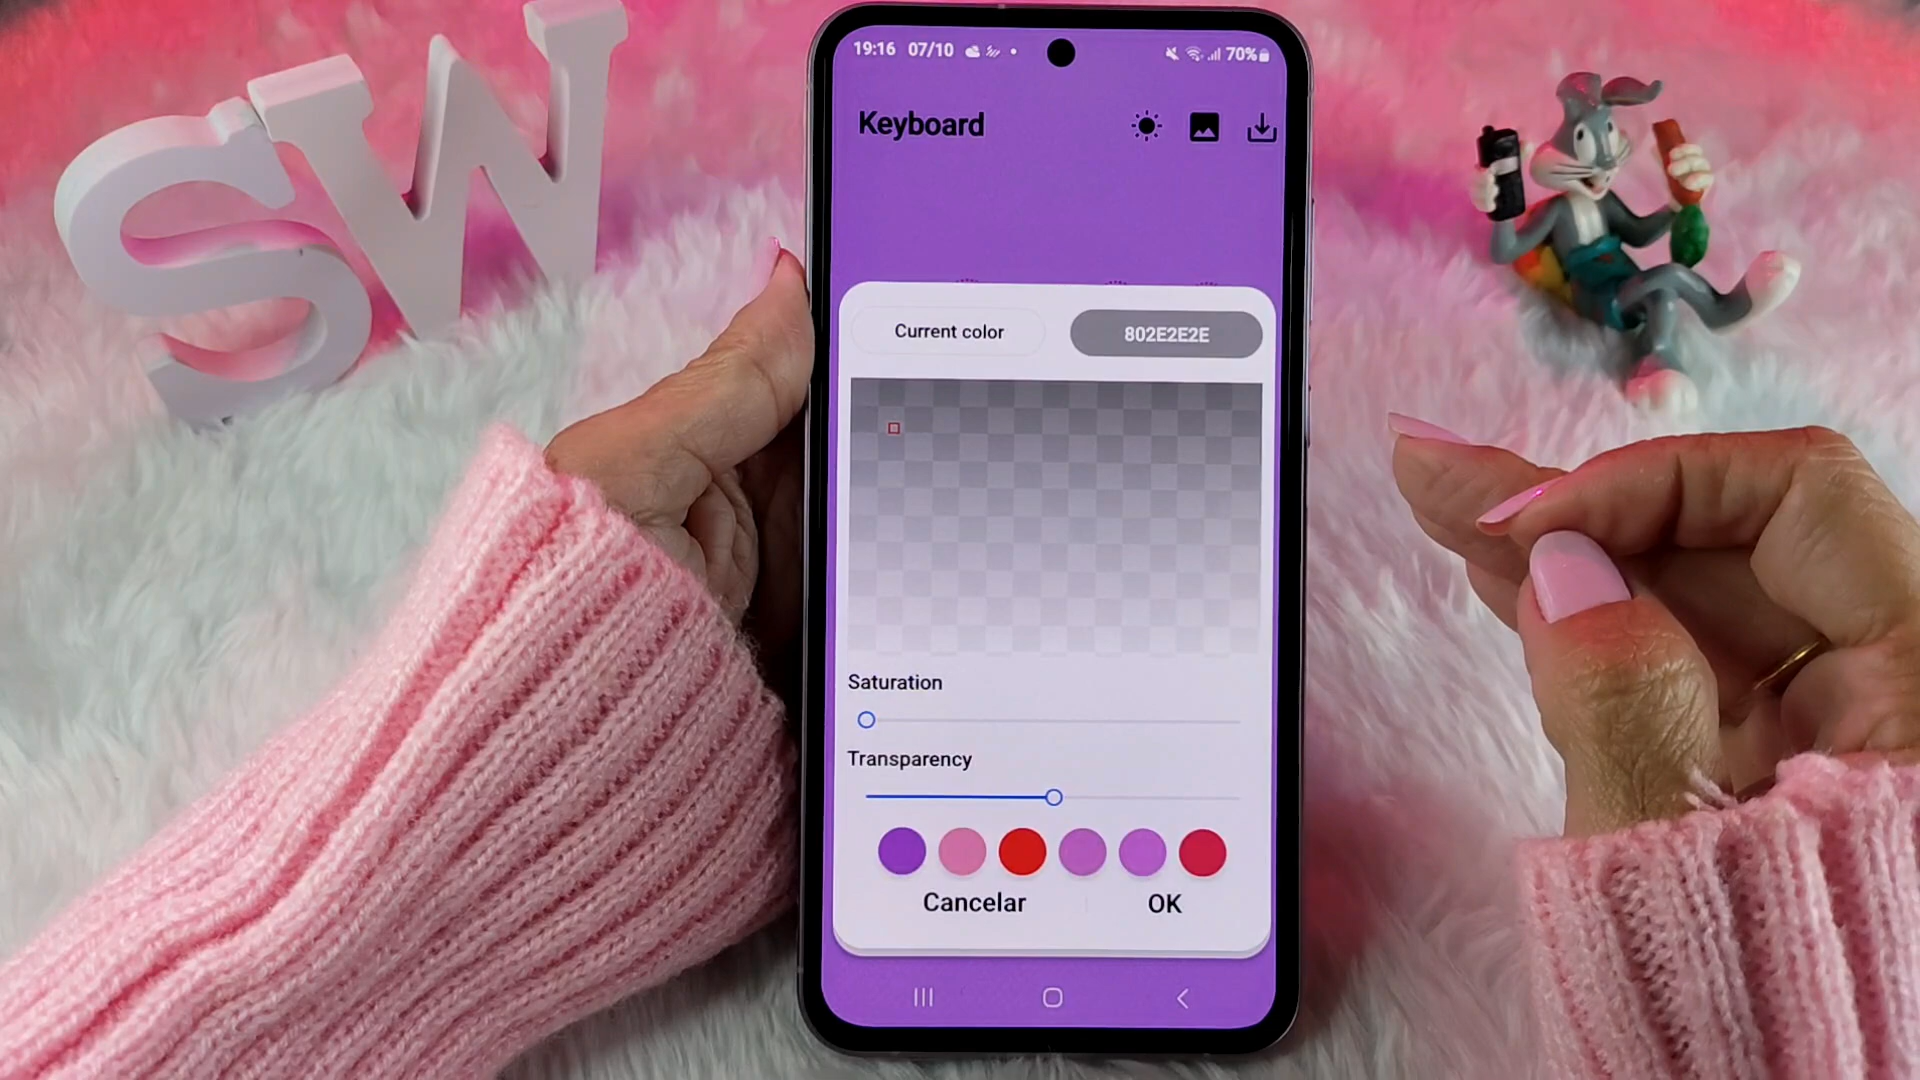 SW
19:16 07/10 70%
Keyboard
Current color 802E2E2E
Saturation
Transparency
Cancelar OK